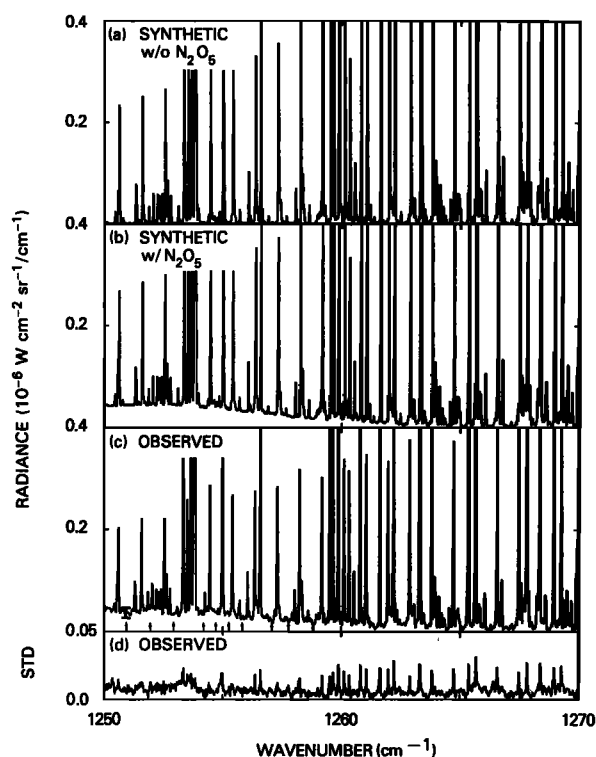 0.4
(a) SYNTHETIC
w/o N₂O₅
0.2
0.4
(b) SYNTHETIC
w/ N₂O₅
0.2
0.4
(c) OBSERVED
0.2
0.05
(d) OBSERVED
0.0
RADIANCE (10⁻⁶ W cm⁻² sr⁻¹/cm⁻¹)
STD
1250
1260
1270
WAVENUMBER (cm⁻¹)